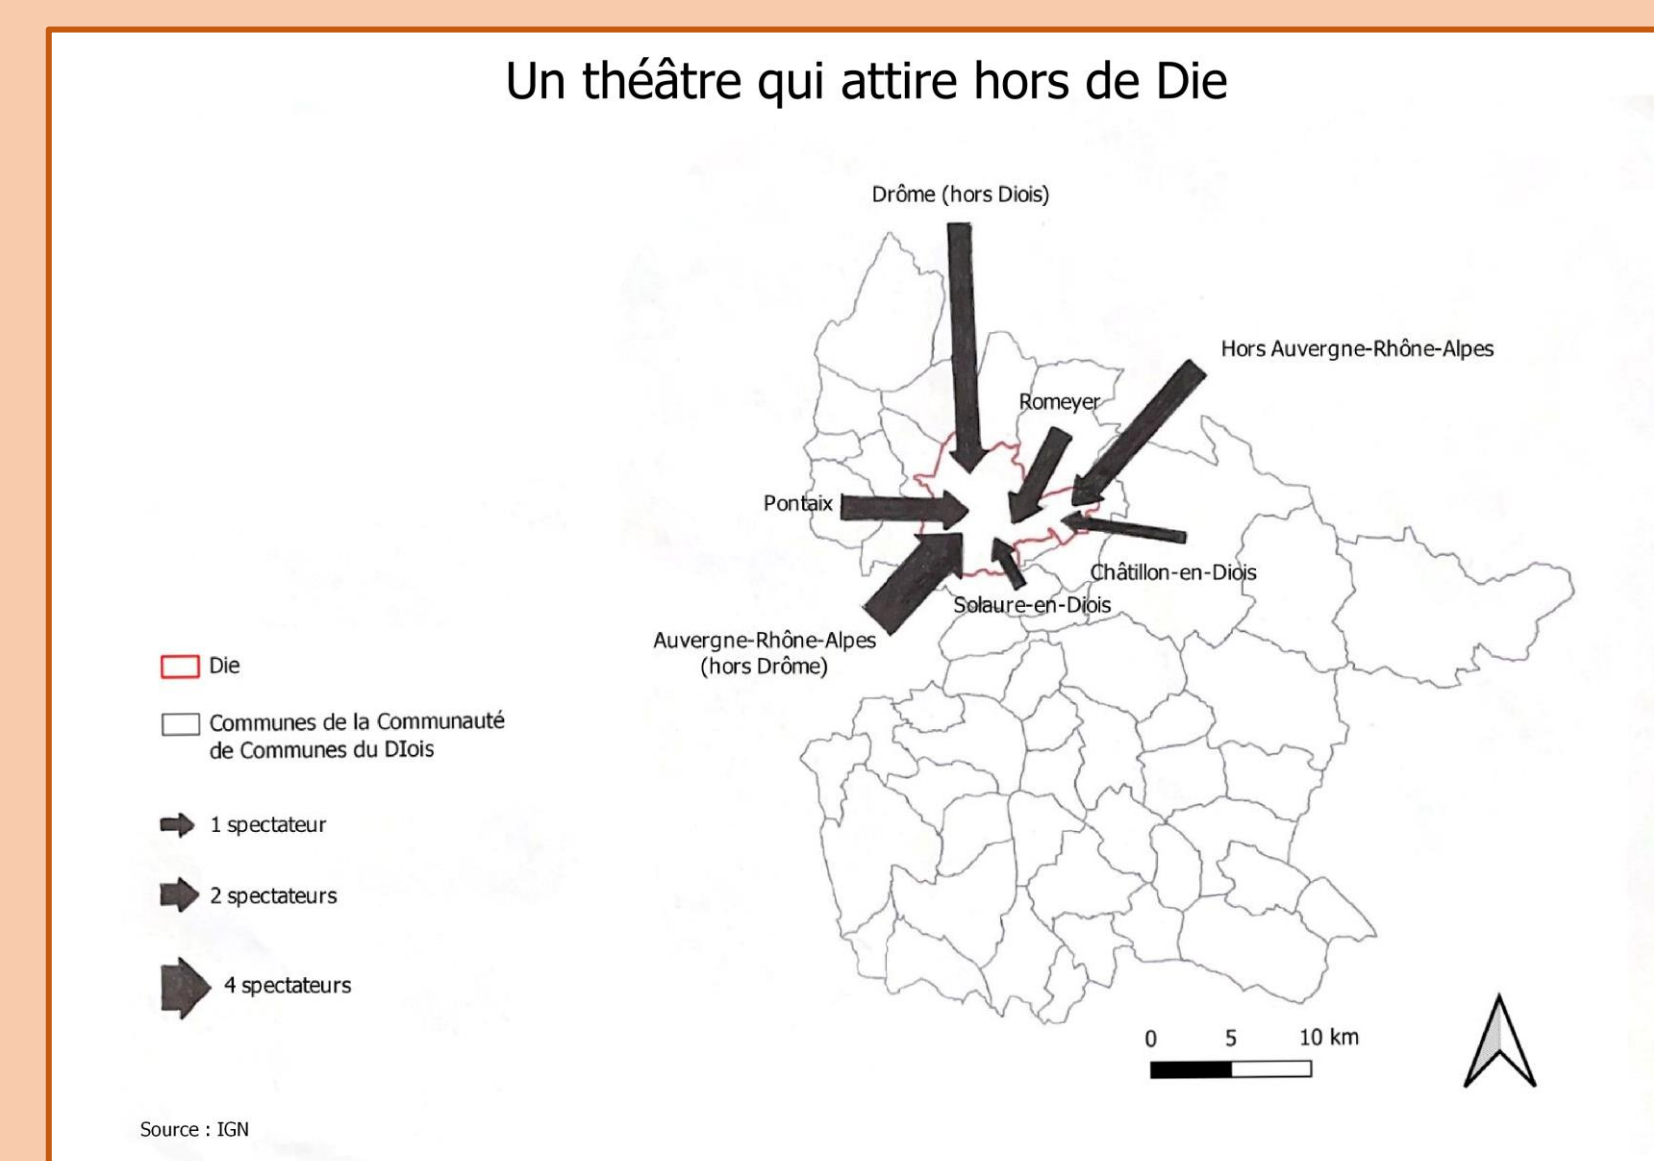 Un théâtre qui attire hors de Die
Drôme (hors Diois)
Hors Auvergne-Rhône-Alpes
Romeyer
Pontaix
Châtillon-en-Diois
Solaure-en-Diois
Auvergne-Rhône-Alpes
(hors Drôme)
Die
Communes de la Communauté
de Communes du DIois
1 spectateur
2 spectateurs
4 spectateurs
0 5 10 km
Source : IGN